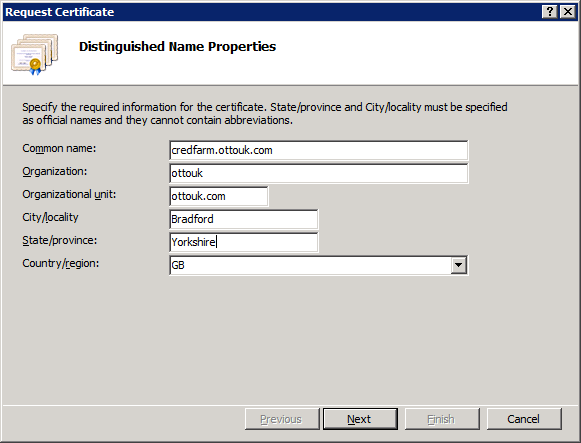 Request Certificate
Distinguished Name Properties
Specify the required information for the certificate. State/province and City/locality must be specified
as official names and they cannot contain abbreviations.
Common name: credfarm.ottouk.com
Organization: ottouk
Organizational unit: ottouk.com
City/locality Bradford
State/province: Yorkshire
Country/region: GB
Previous Next Finish Cancel